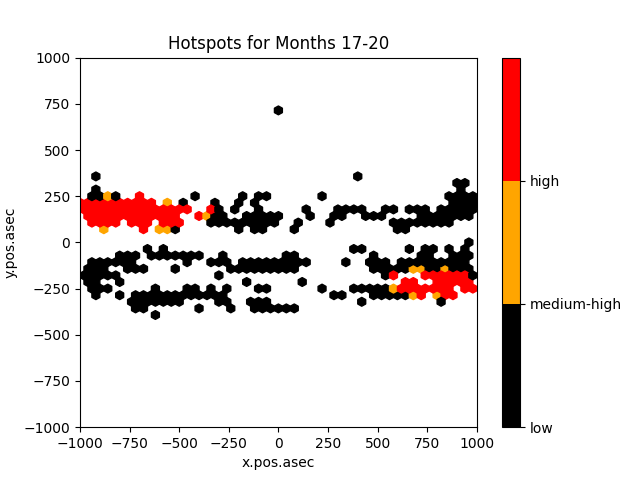 Hotspots for Months 17-20
1000
750
500
250
0
−250
−500
−750
−1000
y.pos.asec
−1000 −750 −500 −250 0 250 500 750 1000
x.pos.asec
high
medium-high
low